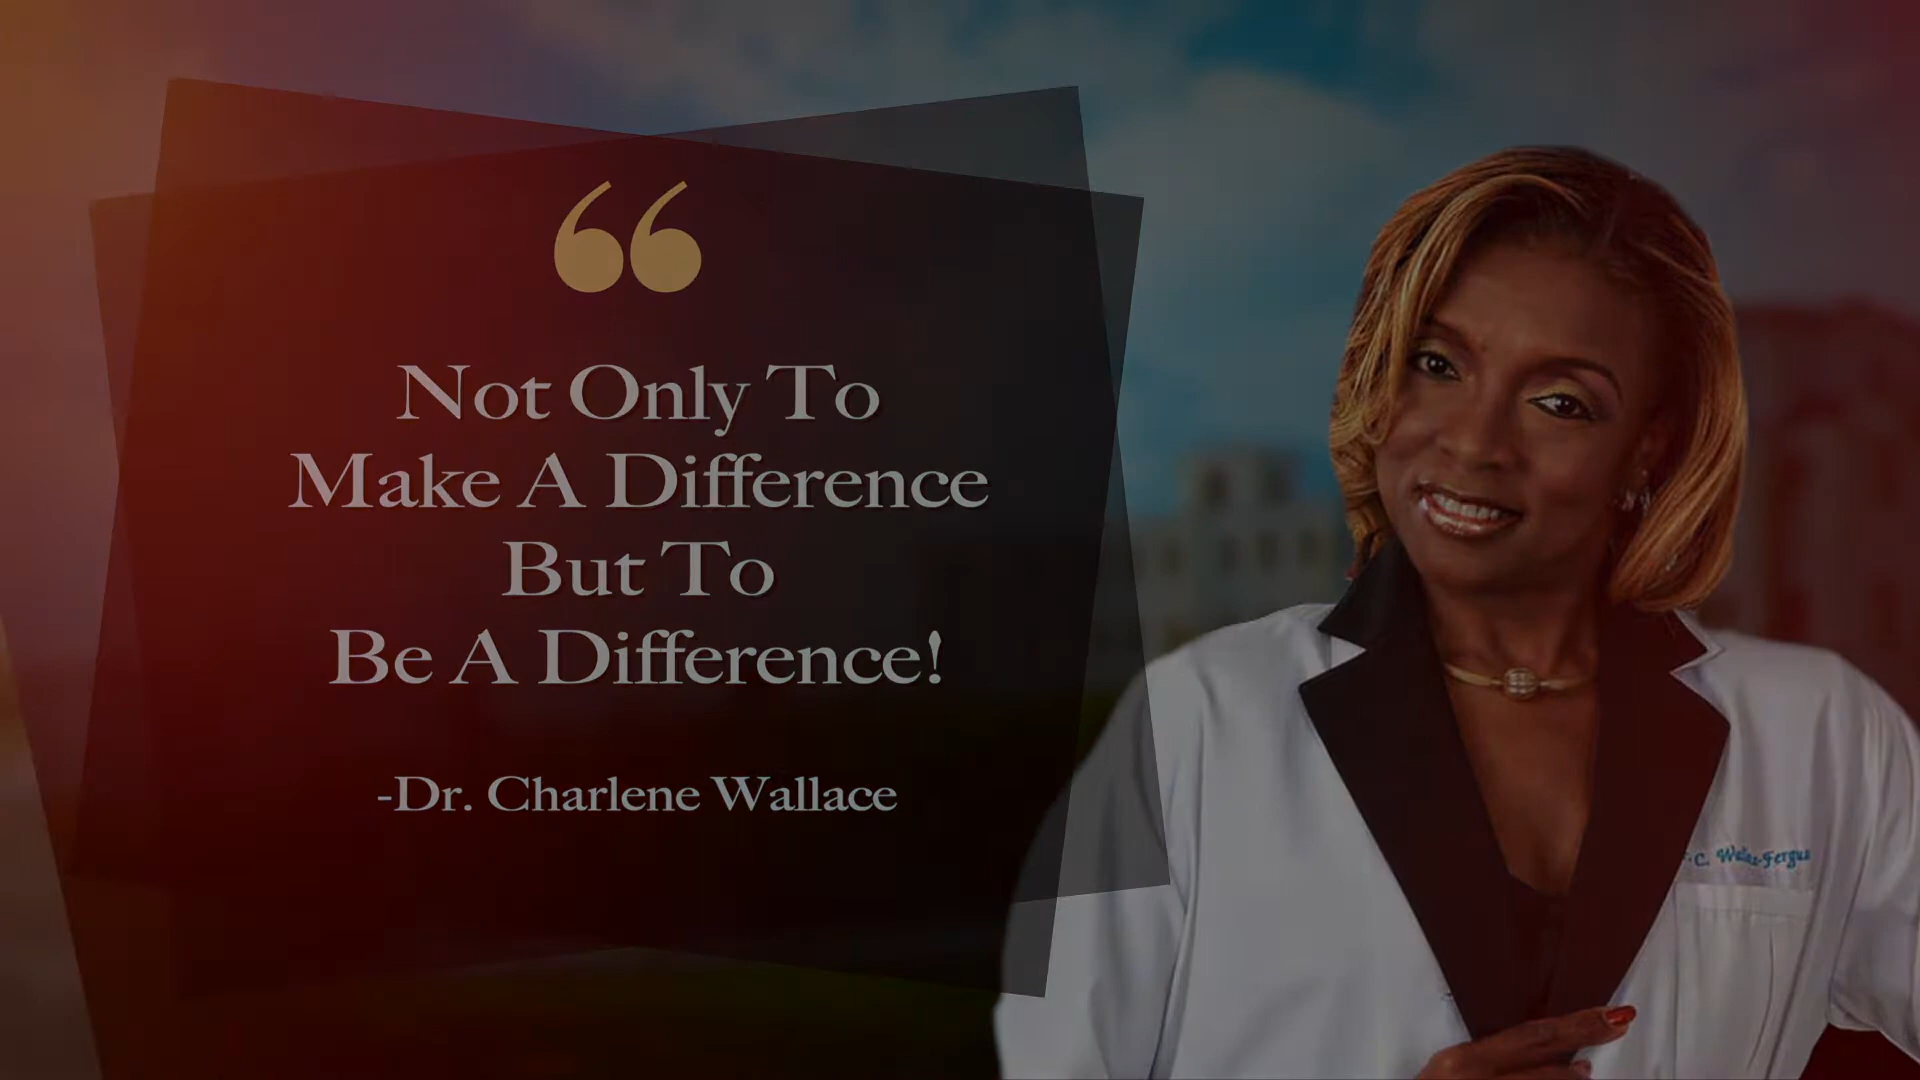 “
Not Only To
Make A Difference
But To
Be A Difference!
-Dr. Charlene Wallace
C.